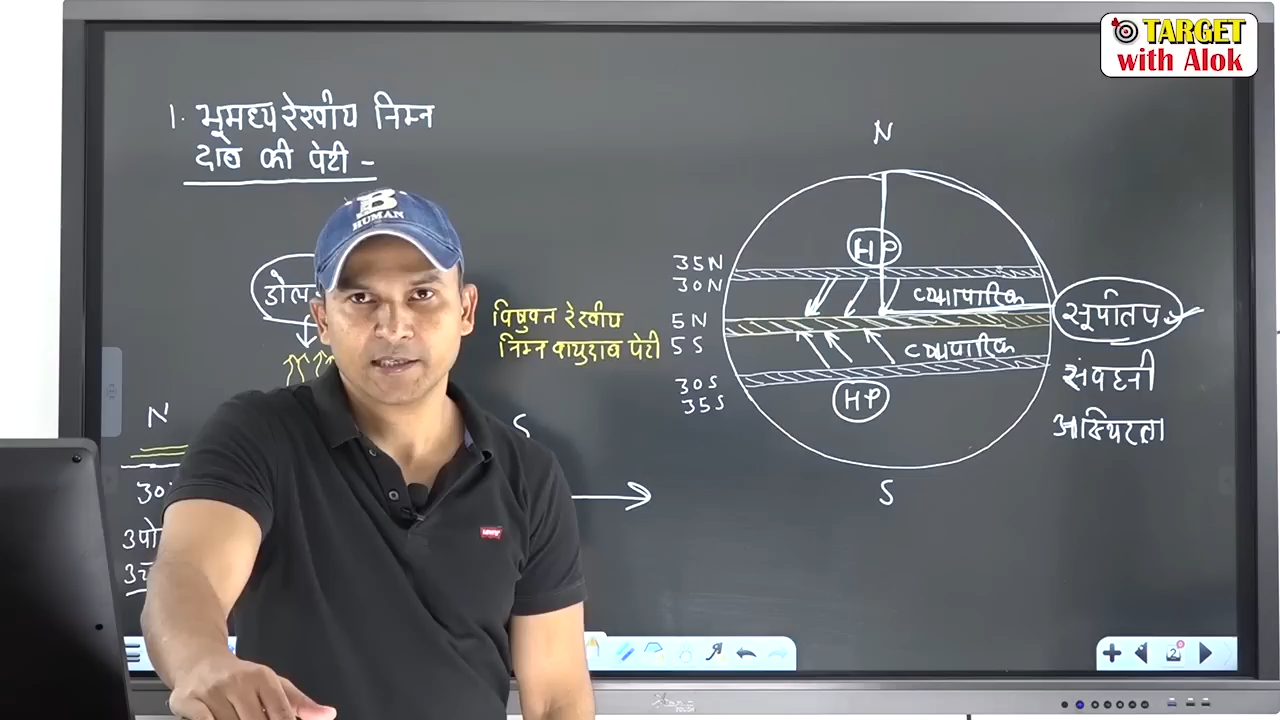 TARGET
with Alok
1. भूमध्य रेखीय निम्न
दाब की पेटी -
B
HUMAN
डोल
विषुवत रेखीय
निम्न वायुदाब पेटी
N
S
30
N
HP
35N
30N
व्यापारिक
5N
5S
व्यापारिक
30S
35S
HP
S
सूर्यातप
संवहनी
अस्थिरता
2